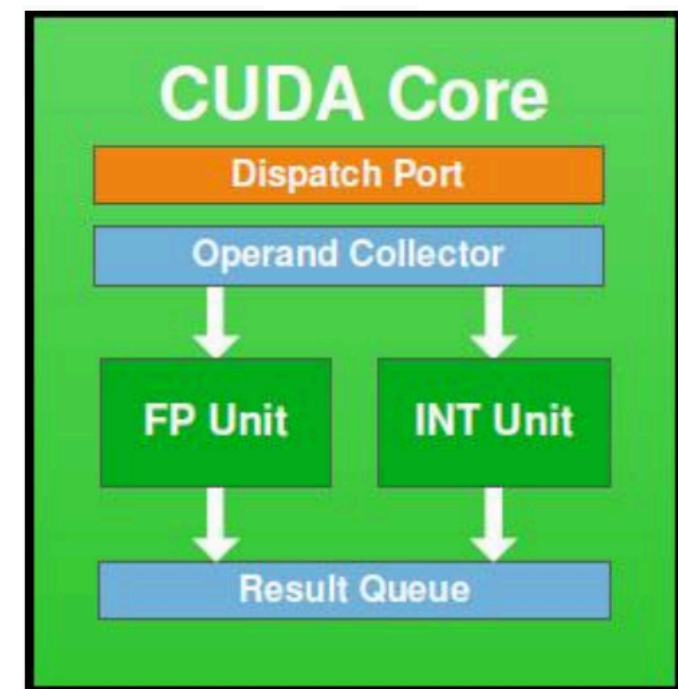 CUDA Core
Dispatch Port
Operand Collector
FP Unit
INT Unit
Result Queue